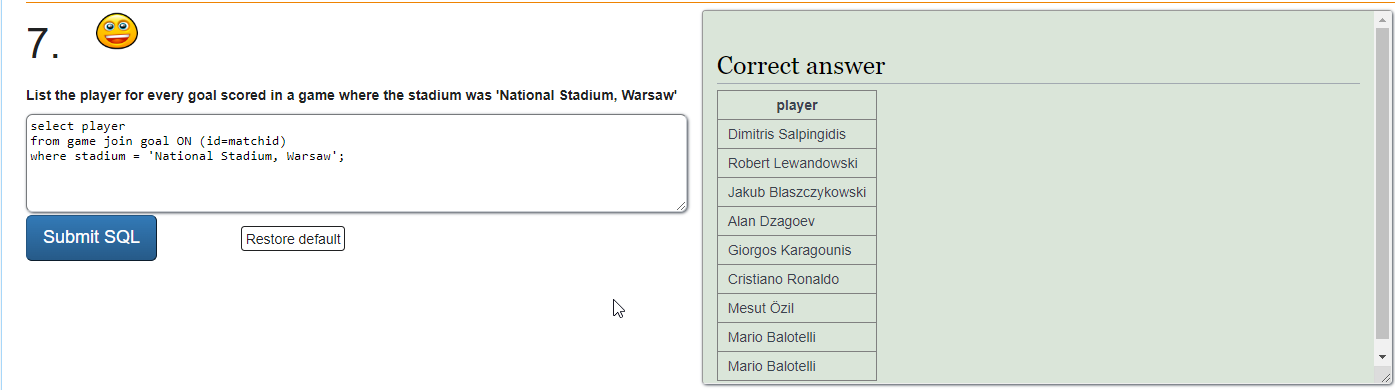 7.
List the player for every goal scored in a game where the stadium was 'National Stadium, Warsaw'
select player
from game join goal ON (id=matchid)
where stadium = 'National Stadium, Warsaw';
Submit SQL
Restore default
Correct answer
player
Dimitris Salpingidis
Robert Lewandowski
Jakub Blaszczykowski
Alan Dzagoev
Giorgos Karagounis
Cristiano Ronaldo
Mesut Özil
Mario Balotelli
Mario Balotelli